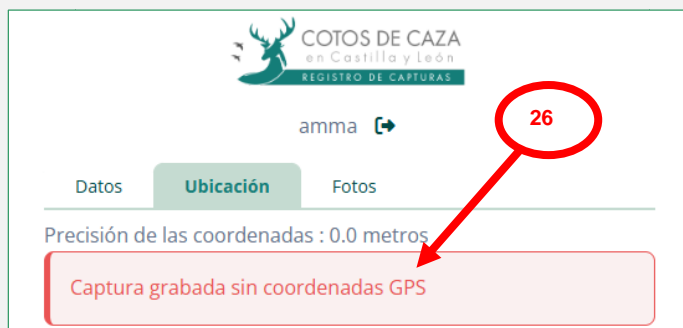 COTOS DE CAZA
en Castilla y León
REGISTRO DE CAPTURAS
amma
26
Datos Ubicación Fotos
Precisión de las coordenadas : 0.0 metros
Captura grabada sin coordenadas GPS